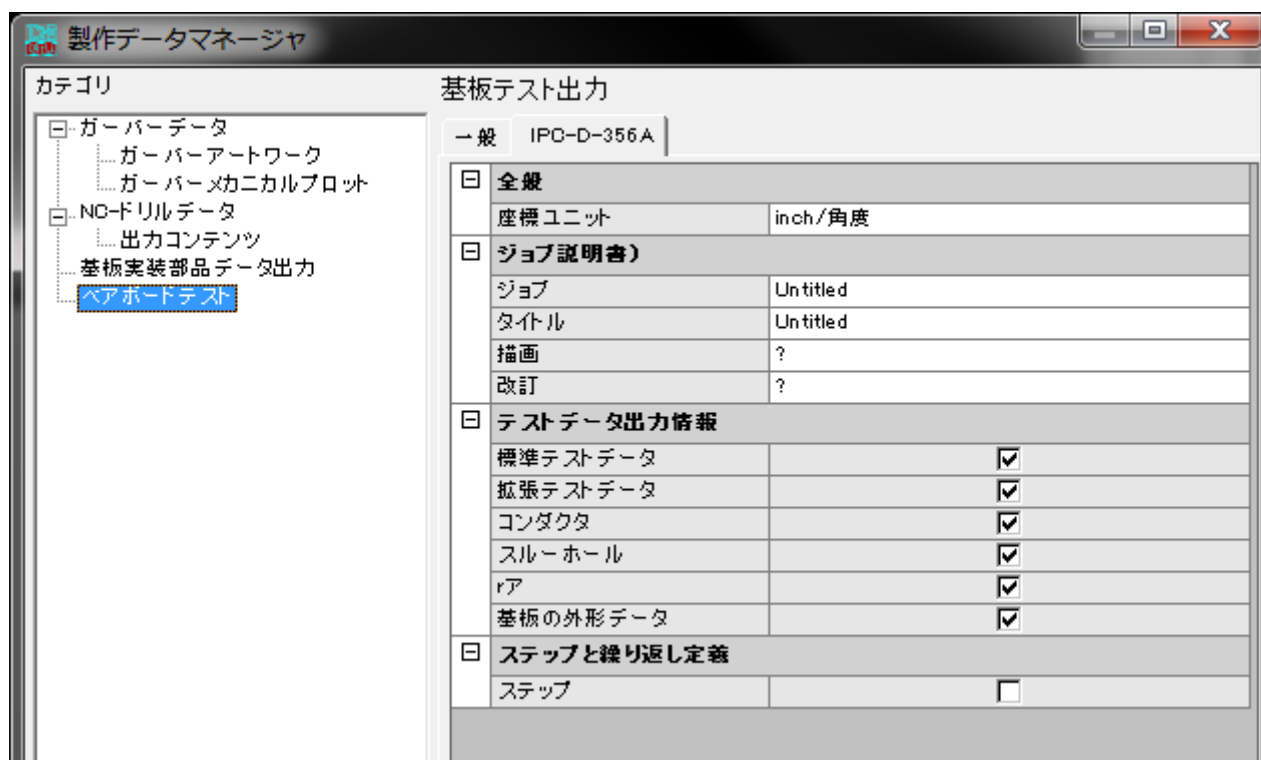 製作データマネージャ
カテゴリ
ガーバーデータ
ガーバーアートワーク
ガーバーメカニカルプロット
NC-ドリルデータ
出力コンテンツ
基板実装部品データ出力
ベアボードテスト
基板テスト出力
一般 IPC-D-356A
全般
座標ユニット inch/角度
ジョブ説明書)
ジョブ Untitled
タイトル Untitled
描画 ?
改訂 ?
テストデータ出力情報
標準テストデータ
拡張テストデータ
コンダクタ
スルーホール
rア
基板の外形データ
ステップと繰り返し定義
ステップ